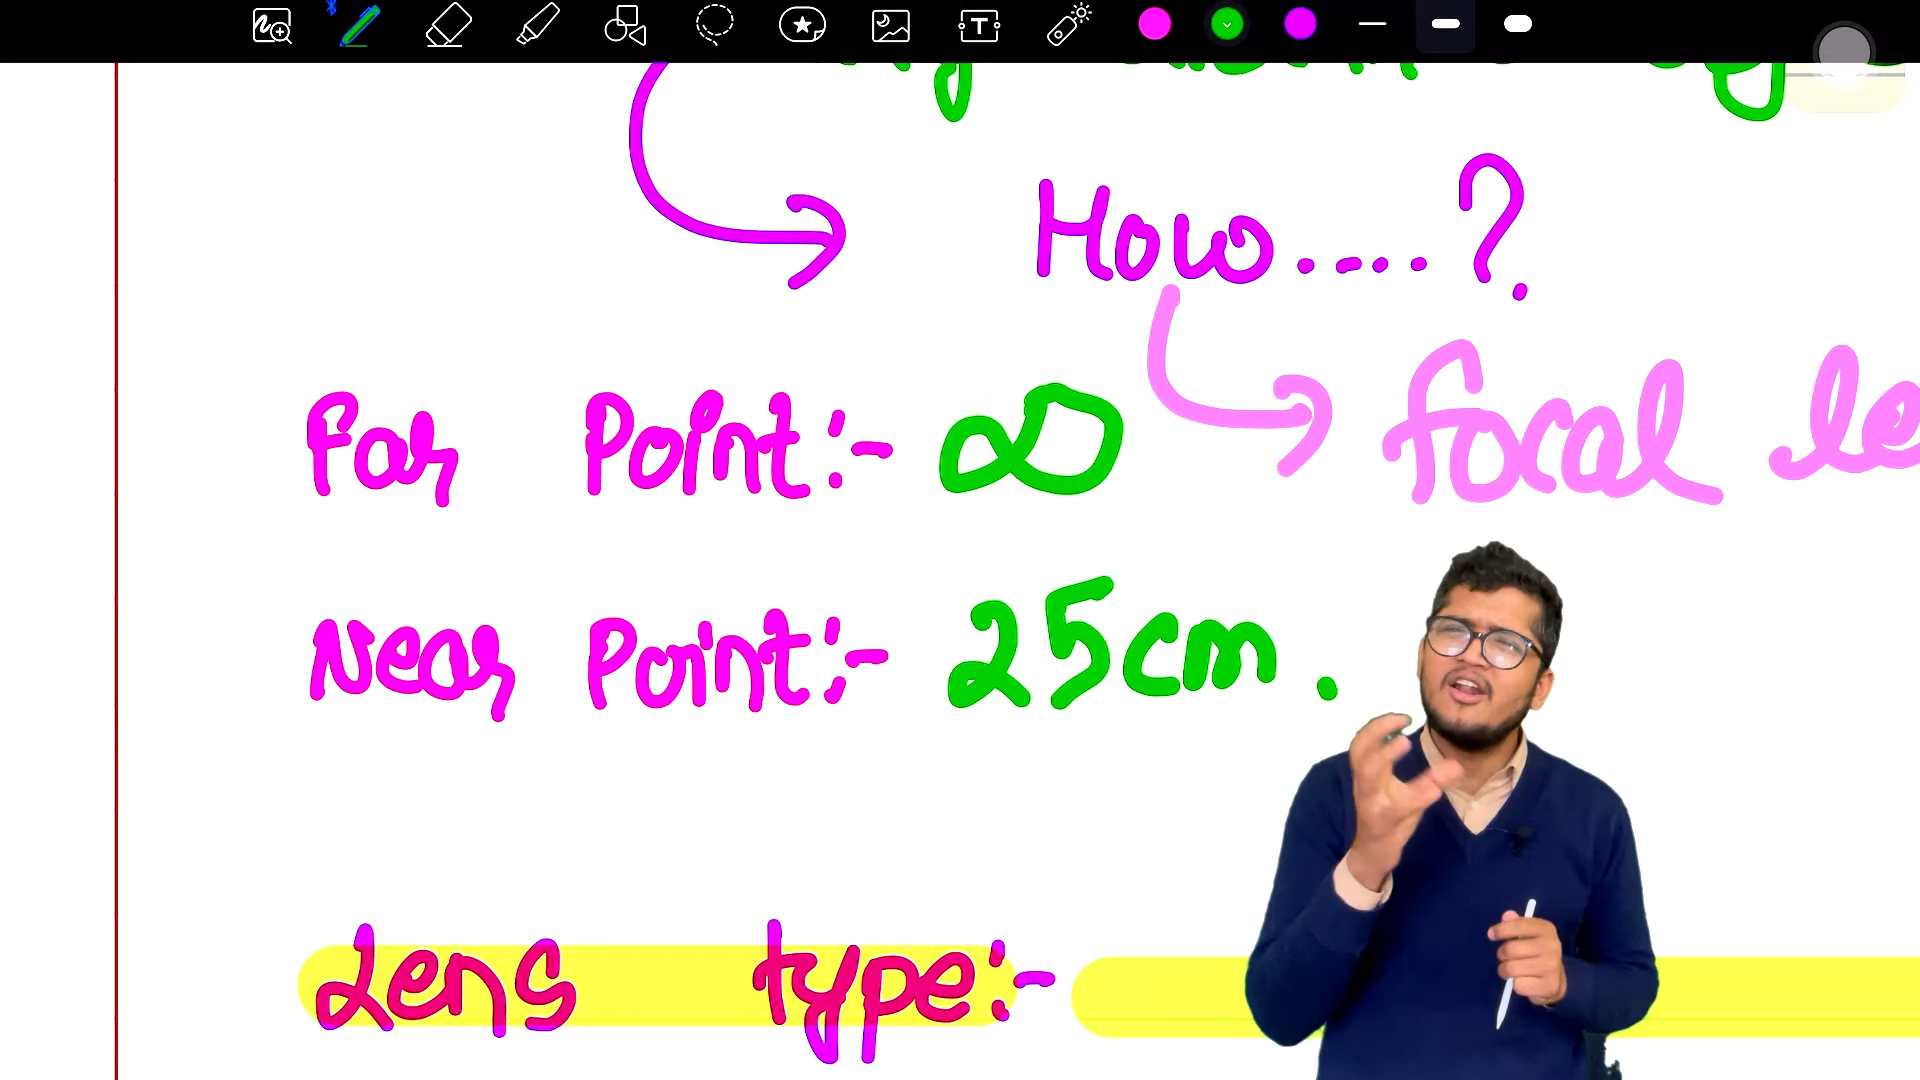 How....?
focal
Far Point:- ∞
Near Point:- 25cm.
Lens type:-